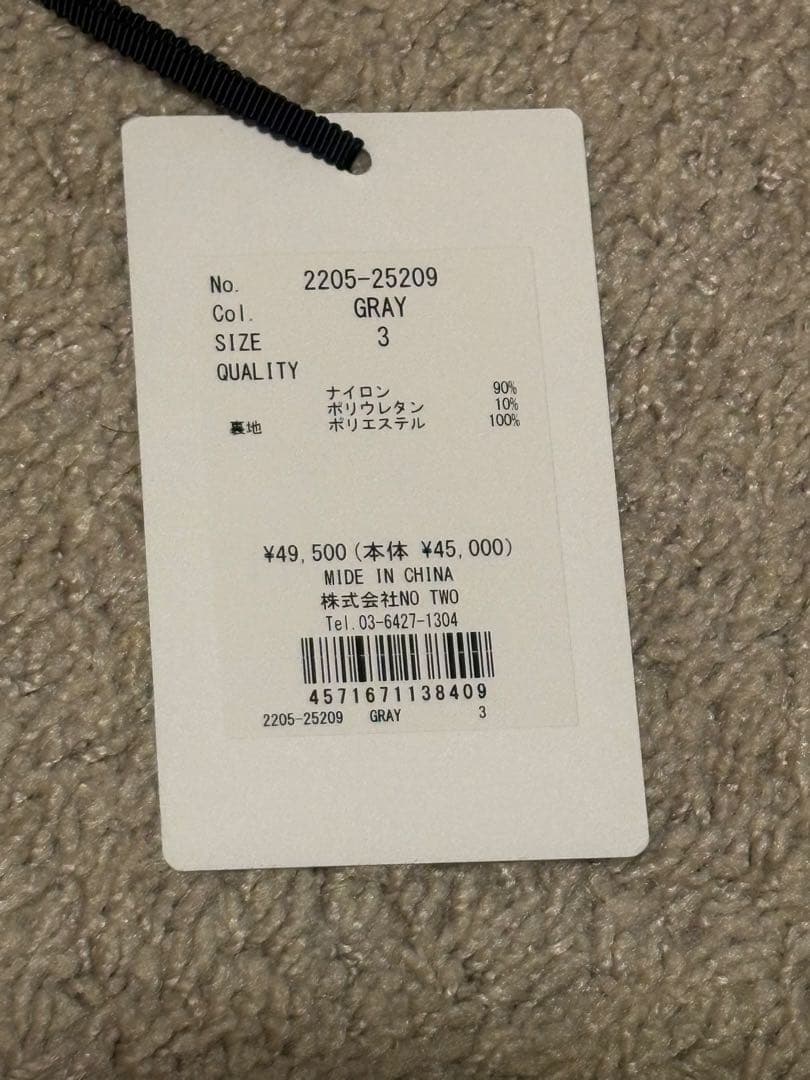 No. 2205-25209
Col. GRAY
SIZE 3
QUALITY
ナイロン 90%
ポリウレタン 10%
裏地 ポリエステル 100%
¥49,500(本体 ¥45,000)
MIDE IN CHINA
株式会社NO TWO
Tel.03-6427-1304
4571671138409
2205-25209 GRAY 3